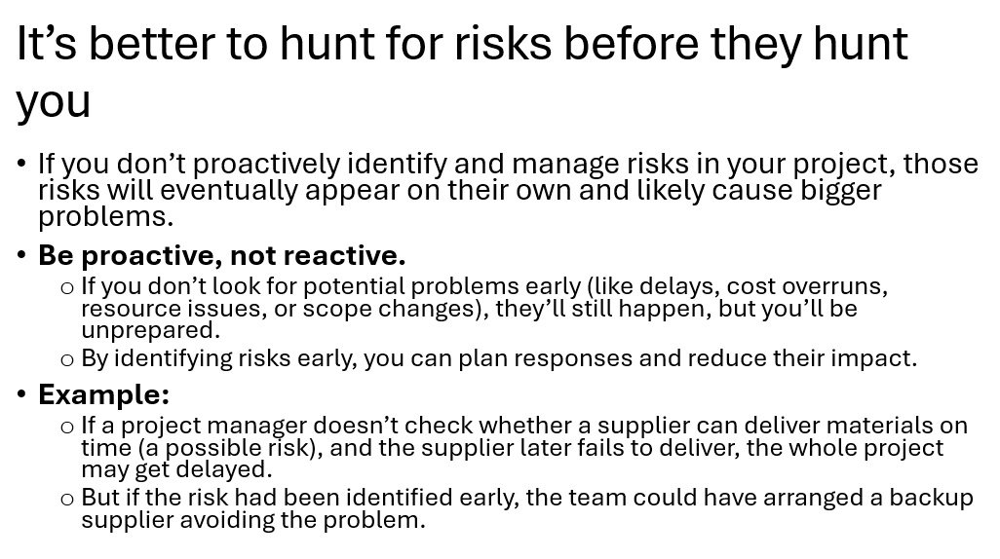 It’s better to hunt for risks before they hunt
you
• If you don’t proactively identify and manage risks in your project, those
risks will eventually appear on their own and likely cause bigger
problems.
• Be proactive, not reactive.
o If you don’t look for potential problems early (like delays, cost overruns,
resource issues, or scope changes), they’ll still happen, but you’ll be
unprepared.
o By identifying risks early, you can plan responses and reduce their impact.
• Example:
o If a project manager doesn’t check whether a supplier can deliver materials on
time (a possible risk), and the supplier later fails to deliver, the whole project
may get delayed.
o But if the risk had been identified early, the team could have arranged a backup
supplier avoiding the problem.